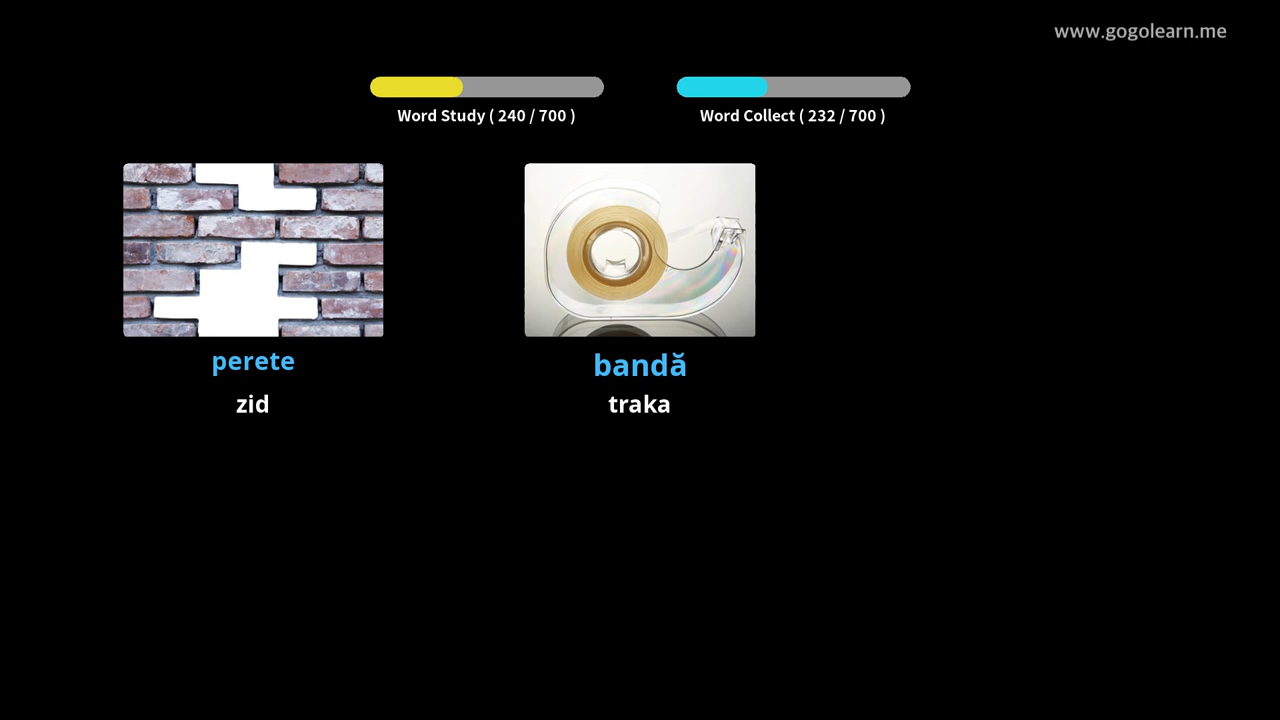 www.gogolearn.me
Word Study ( 240 / 700 )
Word Collect ( 232 / 700 )
perete
zid
bandă
traka